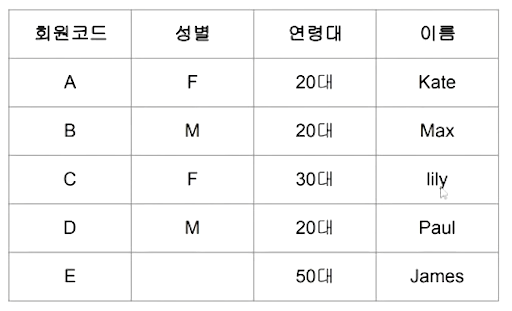 회원코드 성별 연령대 이름
A F 20대 Kate
B M 20대 Max
C F 30대 lily
D M 20대 Paul
E 50대 James